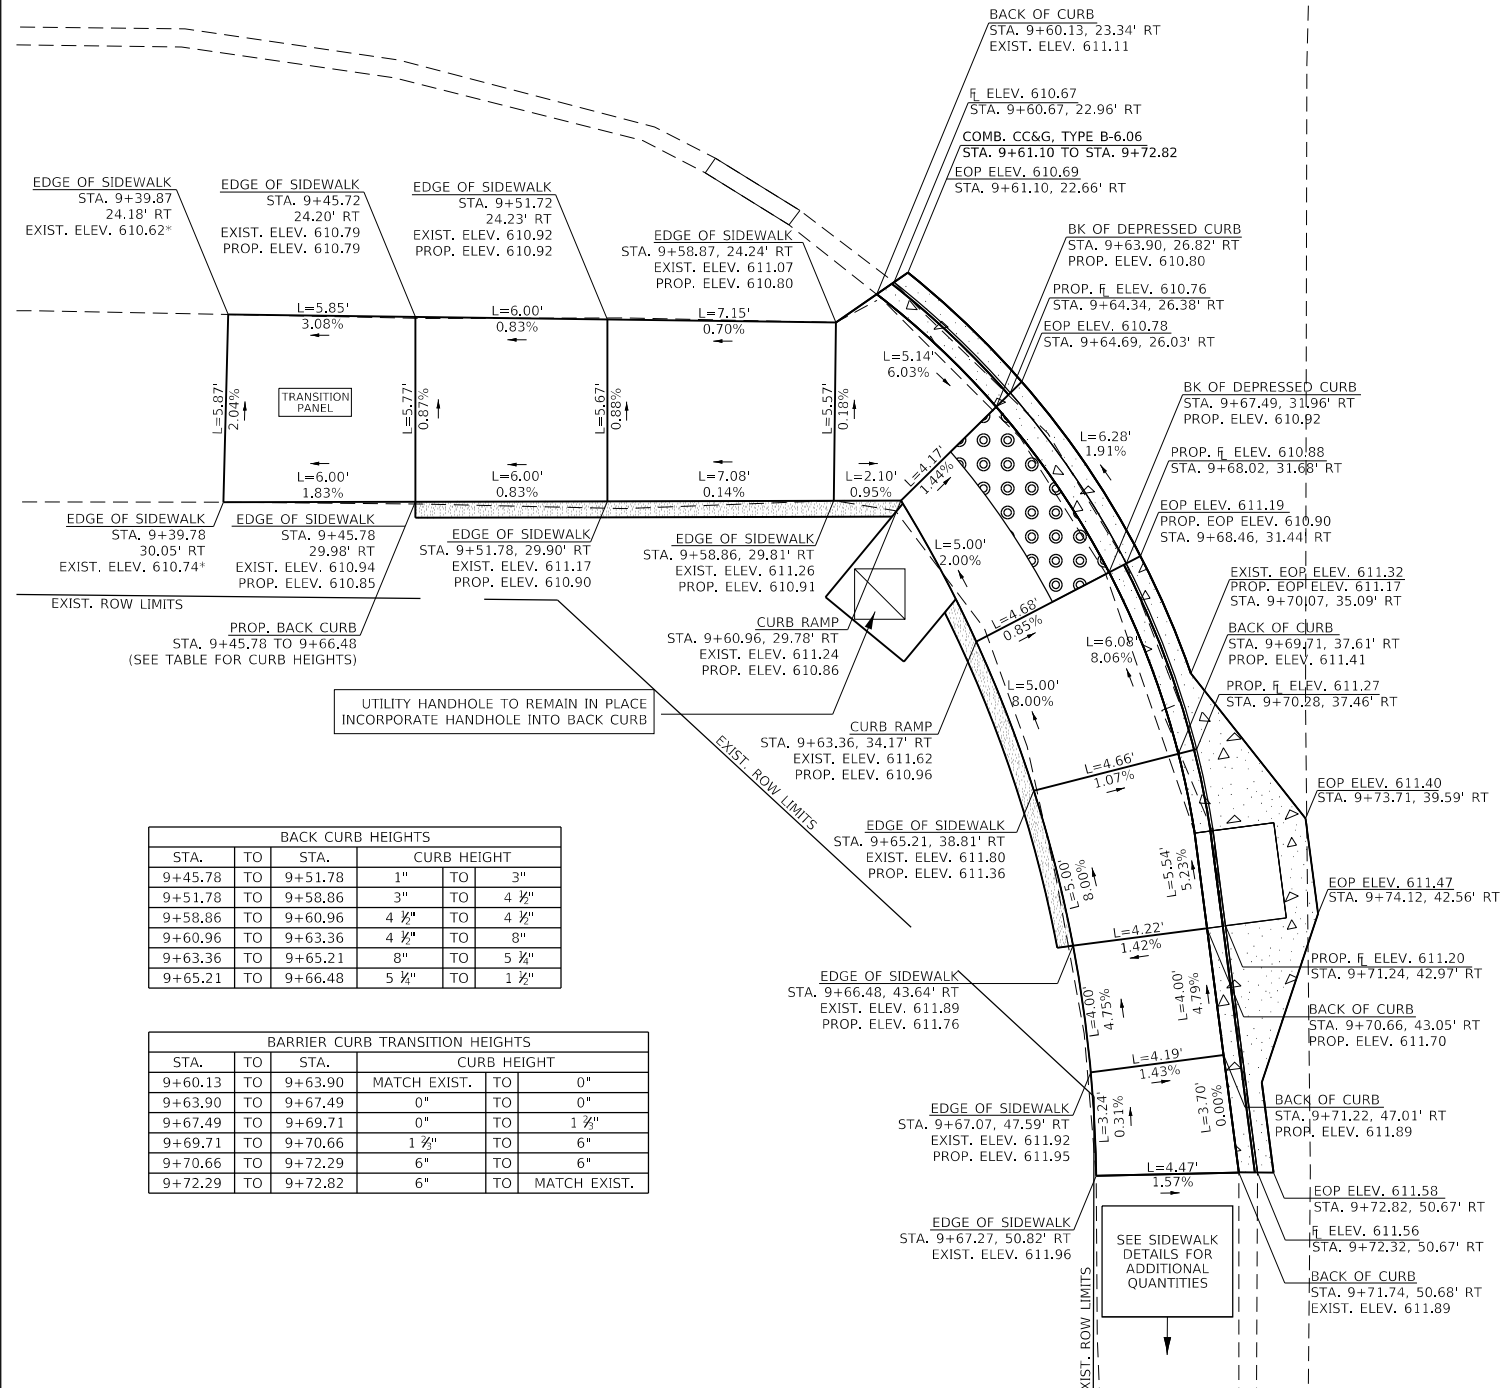 BACK OF CURB
STA. 9+60.13, 23.34' RT
EXIST. ELEV. 611.11
FL ELEV. 610.67
STA. 9+60.67, 22.96' RT
COMB. CC&G, TYPE B-6.06
STA. 9+61.10 TO STA. 9+72.82
EOP ELEV. 610.69
STA. 9+61.10, 22.66' RT
EDGE OF SIDEWALK
STA. 9+39.87
24.18' RT
EXIST. ELEV. 610.62*
EDGE OF SIDEWALK
STA. 9+45.72
24.20' RT
EXIST. ELEV. 610.79
PROP. ELEV. 610.79
EDGE OF SIDEWALK
STA. 9+51.72
24.23' RT
EXIST. ELEV. 610.92
PROP. ELEV. 610.92
EDGE OF SIDEWALK
STA. 9+58.87, 24.24' RT
EXIST. ELEV. 611.07
PROP. ELEV. 610.80
BK OF DEPRESSED CURB
STA. 9+63.90, 26.82' RT
PROP. ELEV. 610.80
PROP. FL ELEV. 610.76
STA. 9+64.34, 26.38' RT
EOP ELEV. 610.78
STA. 9+64.69, 26.03' RT
BK OF DEPRESSED CURB
STA. 9+67.49, 31.96' RT
PROP. ELEV. 610.92
PROP. FL ELEV. 610.88
STA. 9+68.02, 31.68' RT
EOP ELEV. 611.19
PROP. EOP ELEV. 610.90
STA. 9+68.46, 31.44' RT
EXIST. EOP ELEV. 611.32
PROP. EOP ELEV. 611.17
STA. 9+70.07, 35.09' RT
BACK OF CURB
STA. 9+69.71, 37.61' RT
PROP. ELEV. 611.41
PROP. FL ELEV. 611.27
STA. 9+70.28, 37.46' RT
EOP ELEV. 611.40
STA. 9+73.71, 39.59' RT
EOP ELEV. 611.47
STA. 9+74.12, 42.56' RT
PROP. FL ELEV. 611.20
STA. 9+71.24, 42.97' RT
BACK OF CURB
STA. 9+70.66, 43.05' RT
PROP. ELEV. 611.70
BACK OF CURB
STA. 9+71.22, 47.01' RT
PROP. ELEV. 611.89
EOP ELEV. 611.58
STA. 9+72.82, 50.67' RT
FL ELEV. 611.56
STA. 9+72.32, 50.67' RT
BACK OF CURB
STA. 9+71.74, 50.68' RT
EXIST. ELEV. 611.89
L=5.85'
3.08%
L=6.00'
0.83%
L=7.15'
0.70%
L=5.14'
6.03%
L=5.87'
2.04%
TRANSITION
PANEL
L=5.77'
0.87%
L=5.67'
0.88%
L=5.57'
0.18%
L=6.00'
1.83%
L=6.00'
0.83%
L=7.08'
0.14%
L=2.10'
0.95%
L=4.17'
1.44%
L=6.28'
1.91%
L=5.00'
2.00%
L=4.68'
0.85%
L=6.08'
8.06%
L=5.00'
8.00%
L=4.66'
1.07%
L=5.00'
8.00%
L=5.54'
5.23%
L=4.22'
1.42%
L=4.00'
4.75%
L=4.00'
4.79%
L=4.19'
1.43%
L=3.24'
0.31%
L=3.70'
0.00%
L=4.47'
1.57%
EDGE OF SIDEWALK
STA. 9+39.78
30.05' RT
EXIST. ELEV. 610.74*
EDGE OF SIDEWALK
STA. 9+45.78
29.98' RT
EXIST. ELEV. 610.94
PROP. ELEV. 610.85
EDGE OF SIDEWALK
STA. 9+51.78, 29.90' RT
EXIST. ELEV. 611.17
PROP. ELEV. 610.90
EDGE OF SIDEWALK
STA. 9+58.86, 29.81' RT
EXIST. ELEV. 611.26
PROP. ELEV. 610.91
EXIST. ROW LIMITS
PROP. BACK CURB
STA. 9+45.78 TO 9+66.48
(SEE TABLE FOR CURB HEIGHTS)
CURB RAMP
STA. 9+60.96, 29.78' RT
EXIST. ELEV. 611.24
PROP. ELEV. 610.86
UTILITY HANDHOLE TO REMAIN IN PLACE
INCORPORATE HANDHOLE INTO BACK CURB
EXIST. ROW LIMITS
CURB RAMP
STA. 9+63.36, 34.17' RT
EXIST. ELEV. 611.62
PROP. ELEV. 610.96
EDGE OF SIDEWALK
STA. 9+65.21, 38.81' RT
EXIST. ELEV. 611.80
PROP. ELEV. 611.36
EDGE OF SIDEWALK
STA. 9+66.48, 43.64' RT
EXIST. ELEV. 611.89
PROP. ELEV. 611.76
EDGE OF SIDEWALK
STA. 9+67.07, 47.59' RT
EXIST. ELEV. 611.92
PROP. ELEV. 611.95
EDGE OF SIDEWALK
STA. 9+67.27, 50.82' RT
EXIST. ELEV. 611.96
SEE SIDEWALK
DETAILS FOR
ADDITIONAL
QUANTITIES
EXIST. ROW LIMITS
BACK CURB HEIGHTS
STA. TO STA. CURB HEIGHT
9+45.78 TO 9+51.78 1" TO 3"
9+51.78 TO 9+58.86 3" TO 4 ½"
9+58.86 TO 9+60.96 4 ½" TO 4 ½"
9+60.96 TO 9+63.36 4 ½" TO 8"
9+63.36 TO 9+65.21 8" TO 5 ¼"
9+65.21 TO 9+66.48 5 ¼" TO 1 ½"
BARRIER CURB TRANSITION HEIGHTS
STA. TO STA. CURB HEIGHT
9+60.13 TO 9+63.90 MATCH EXIST. TO 0"
9+63.90 TO 9+67.49 0" TO 0"
9+67.49 TO 9+69.71 0" TO 1 ⅔"
9+69.71 TO 9+70.66 1 ⅔" TO 6"
9+70.66 TO 9+72.29 6" TO 6"
9+72.29 TO 9+72.82 6" TO MATCH EXIST.